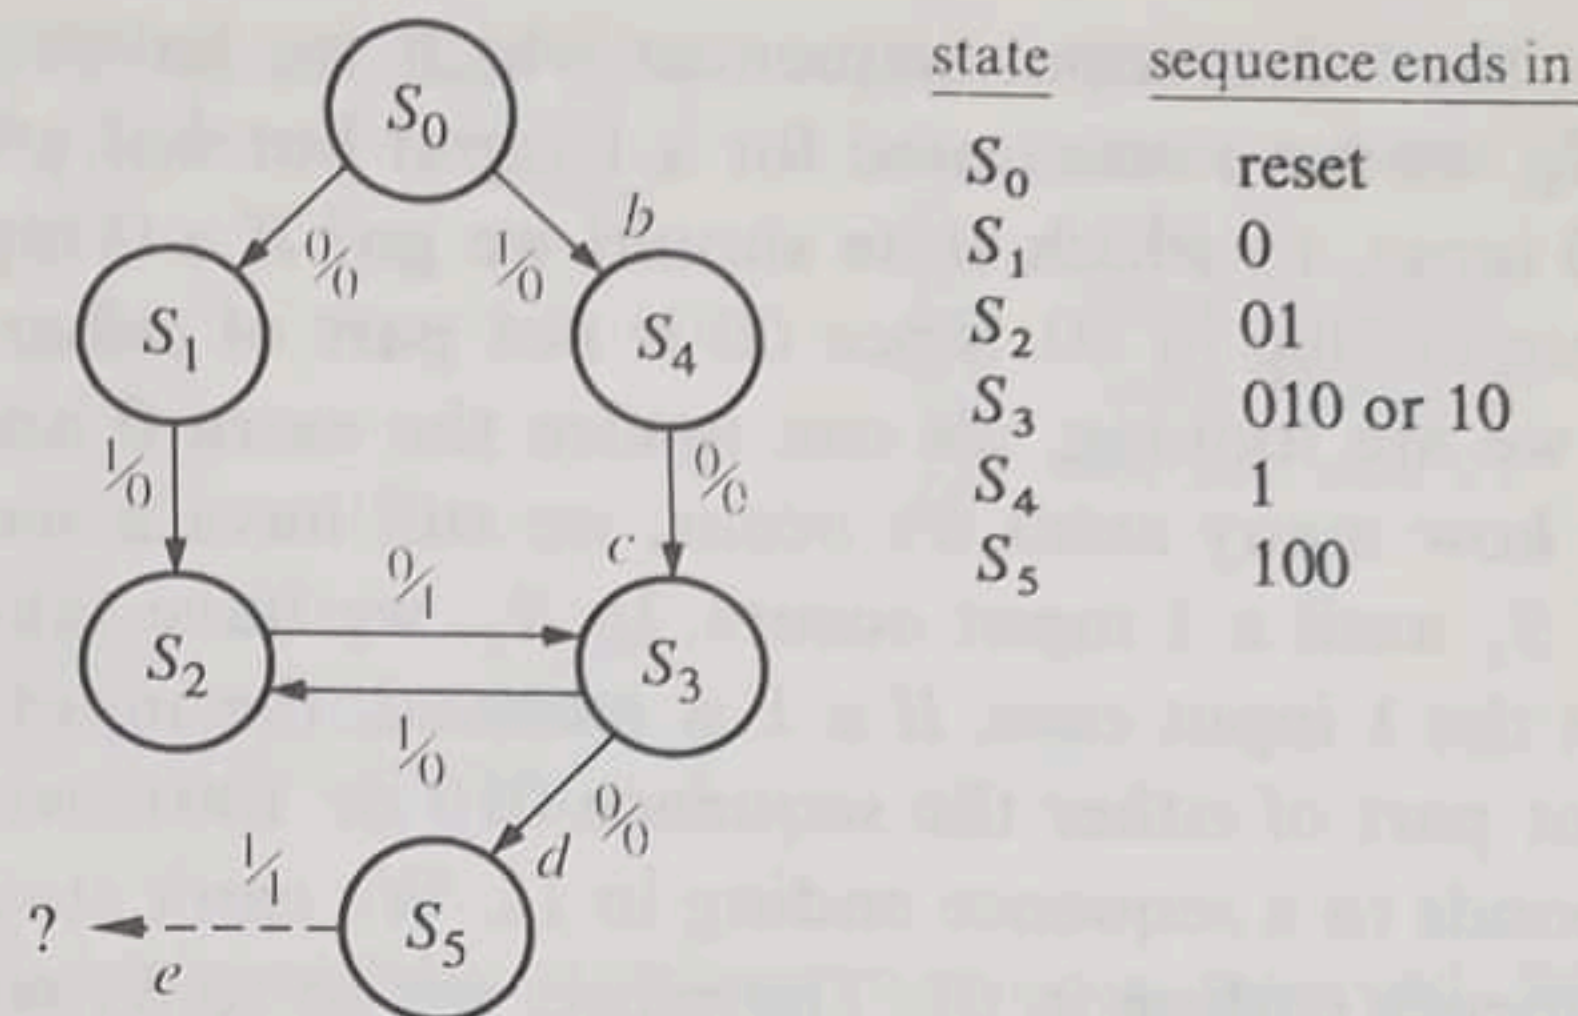 state sequence ends in
S₀ reset
S₁ 0
S₂ 01
S₃ 010 or 10
S₄ 1
S₅ 100
S₀
0/0 1/0 b
S₁ S₄
1/0 0/0
c
0/1
S₂ S₃
1/0
0/0
d
1/1
? S₅
e